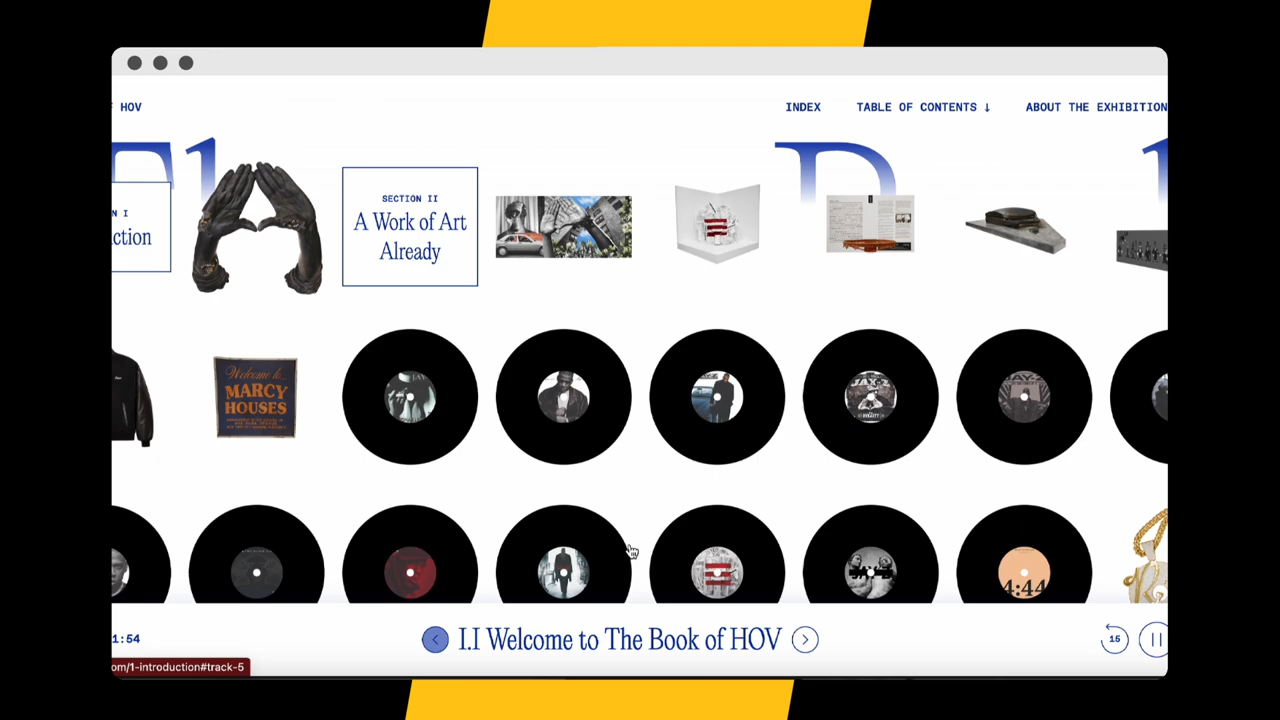 HOV
INDEX
TABLE OF CONTENTS ↓
ABOUT THE EXHIBITION
SECTION II
A Work of Art
Already
N I
ction
Welcome to...
MARCY
HOUSES
JAY-Z
4:44
1:54
I.I Welcome to The Book of HOV
15
om/1-introduction#track-5